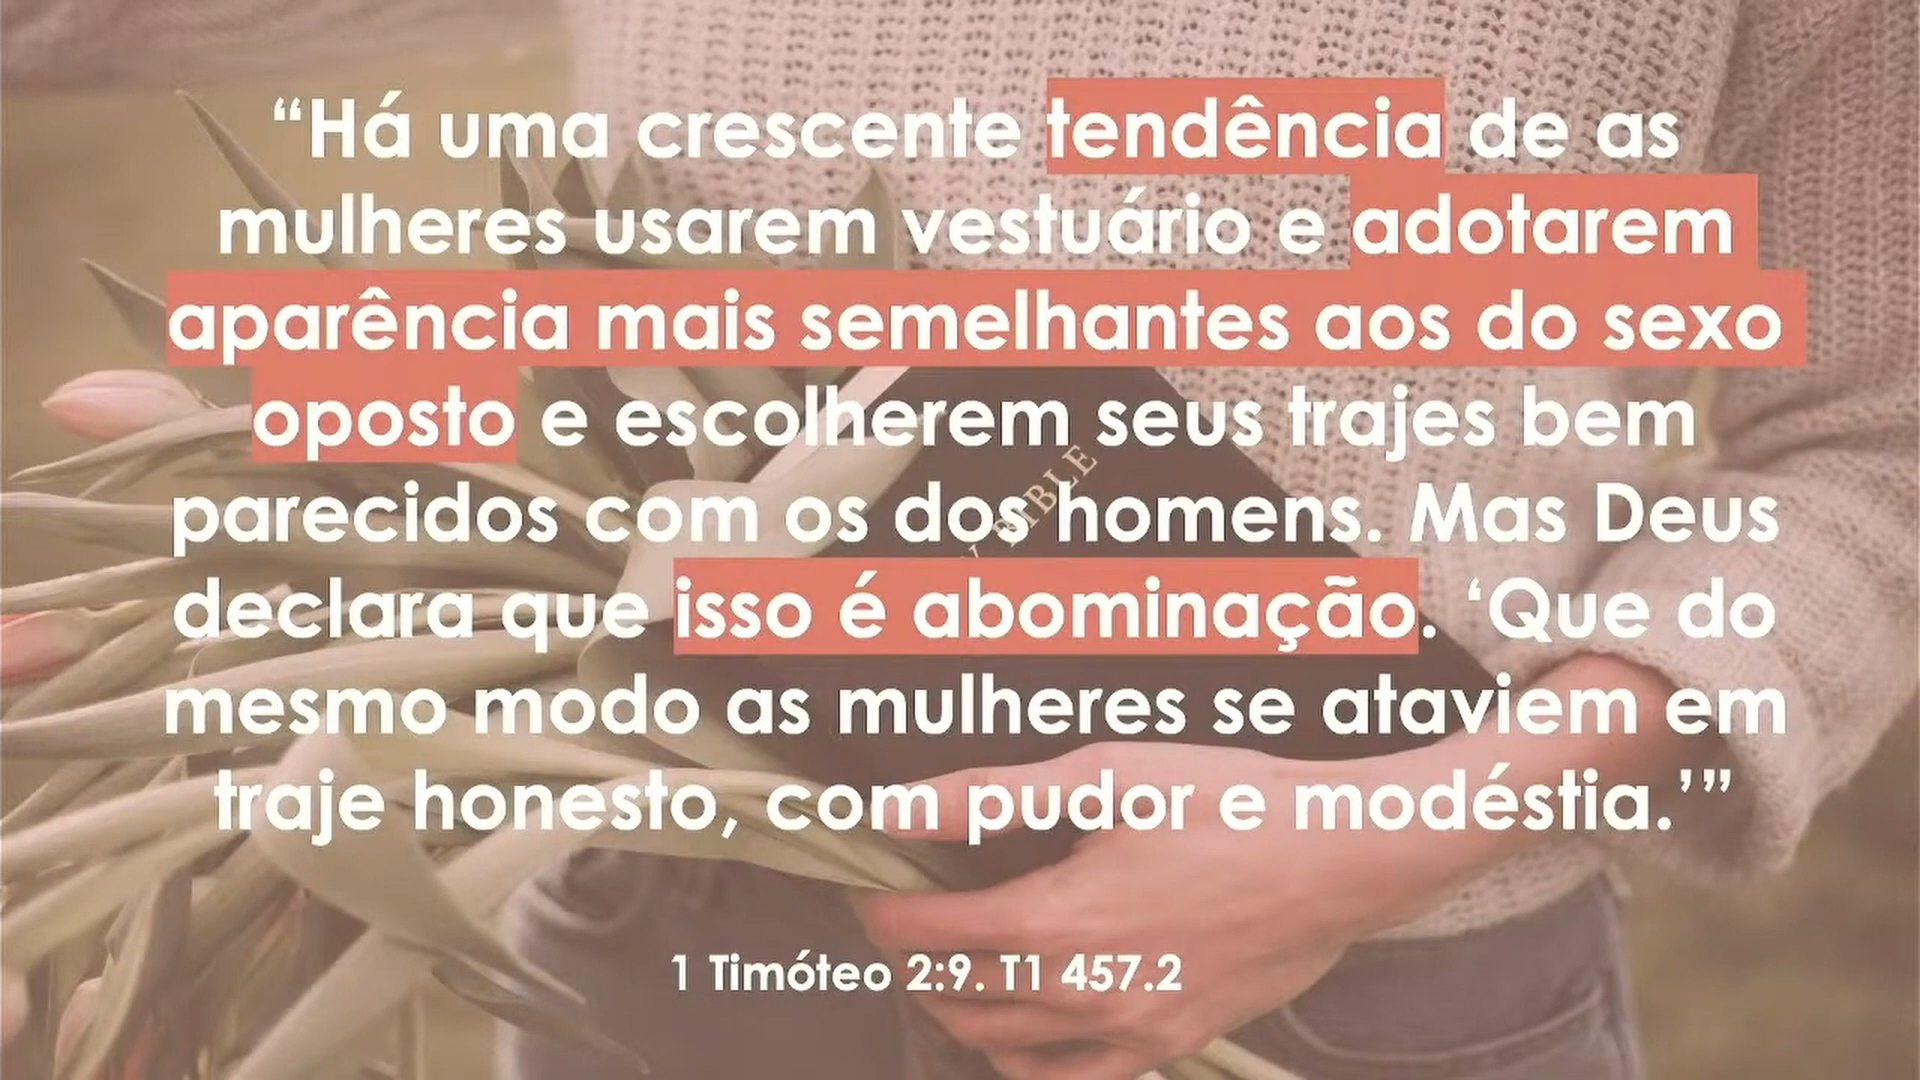 “Há uma crescente tendência de as
mulheres usarem vestuário e adotarem
aparência mais semelhantes aos do sexo
oposto e escolherem seus trajes bem
parecidos com os dos homens. Mas Deus
declara que isso é abominação. ‘Que do
mesmo modo as mulheres se ataviem em
traje honesto, com pudor e modéstia.’”
1 Timóteo 2:9. T1 457.2
BIBLE